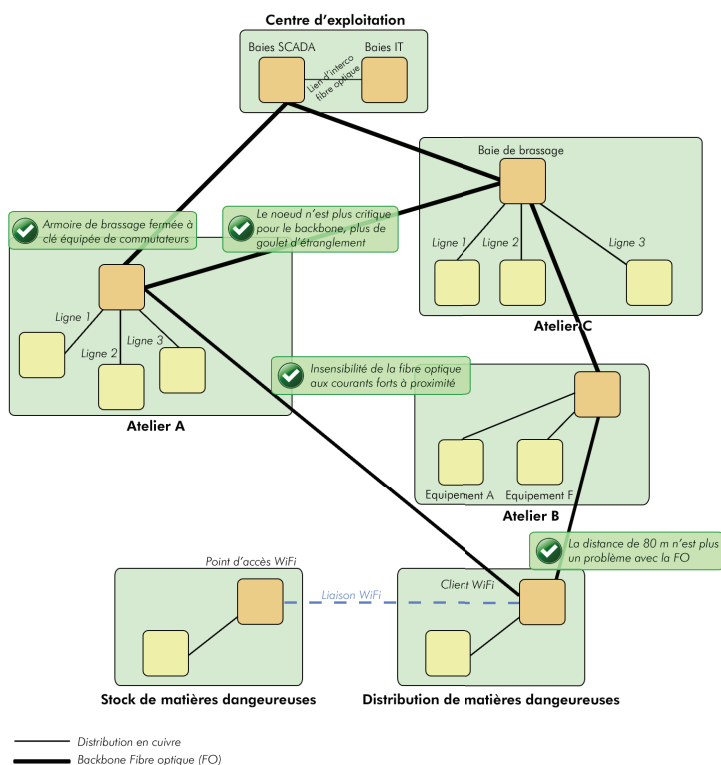 Centre d'exploitation
Baies SCADA
Baies IT
Lien d'interco
fibre optique
Baie de brassage
Armoire de brassage fermée à
clé équipée de commutateurs
Le noeud n'est plus critique
pour le backbone, plus de
goulet d'étranglement
Ligne 1
Ligne 2
Ligne 3
Atelier C
Ligne 1
Ligne 2
Ligne 3
Atelier A
Insensibilité de la fibre optique
aux courants forts à proximité
Equipement A
Equipement F
Atelier B
La distance de 80 m n'est plus
un problème avec la FO
Point d'accès WiFi
Client WiFi
Liaison WiFi
Stock de matières dangeureuses
Distribution de matières dangeureuses
Distribution en cuivre
Backbone Fibre optique (FO)